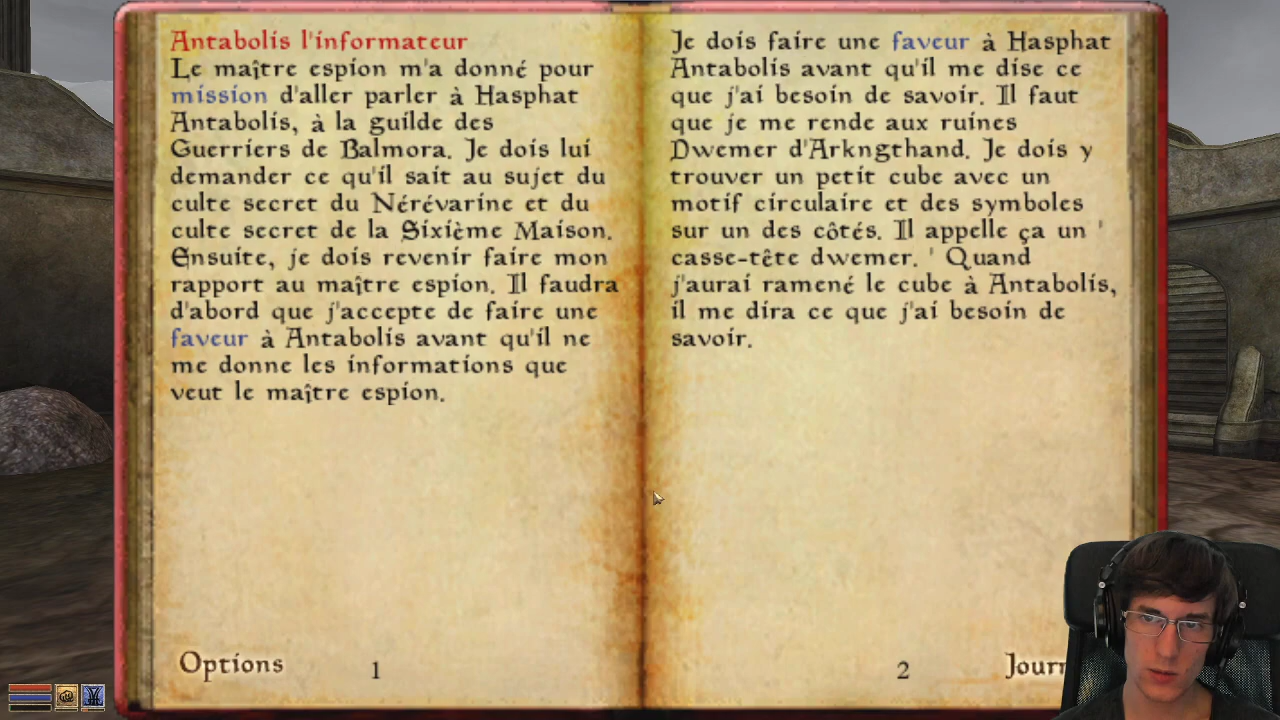 Antabolis l'informateur
Le maître espion m'a donné pour
mission d'aller parler à Hasphat
Antabolis, à la guilde des
Guerriers de Balmora. Je dois lui
demander ce qu'il sait au sujet du
culte secret du Nérévarine et du
culte secret de la Sixième Maison.
Ensuite, je dois revenir faire mon
rapport au maître espion. Il faudra
d'abord que j'accepte de faire une
faveur à Antabolis avant qu'il ne
me donne les informations que
veut le maître espion.
Je dois faire une faveur à Hasphat
Antabolis avant qu'il me dise ce
que j'ai besoin de savoir. Il faut
que je me rende aux ruines
Dwemer d'Arkngthand. Je dois y
trouver un petit cube avec un
motif circulaire et des symboles
sur un des côtés. Il appelle ça un '
casse-tête dwemer. ' Quand
j'aurai ramené le cube à Antabolis,
il me dira ce que j'ai besoin de
savoir.
Options
1
2